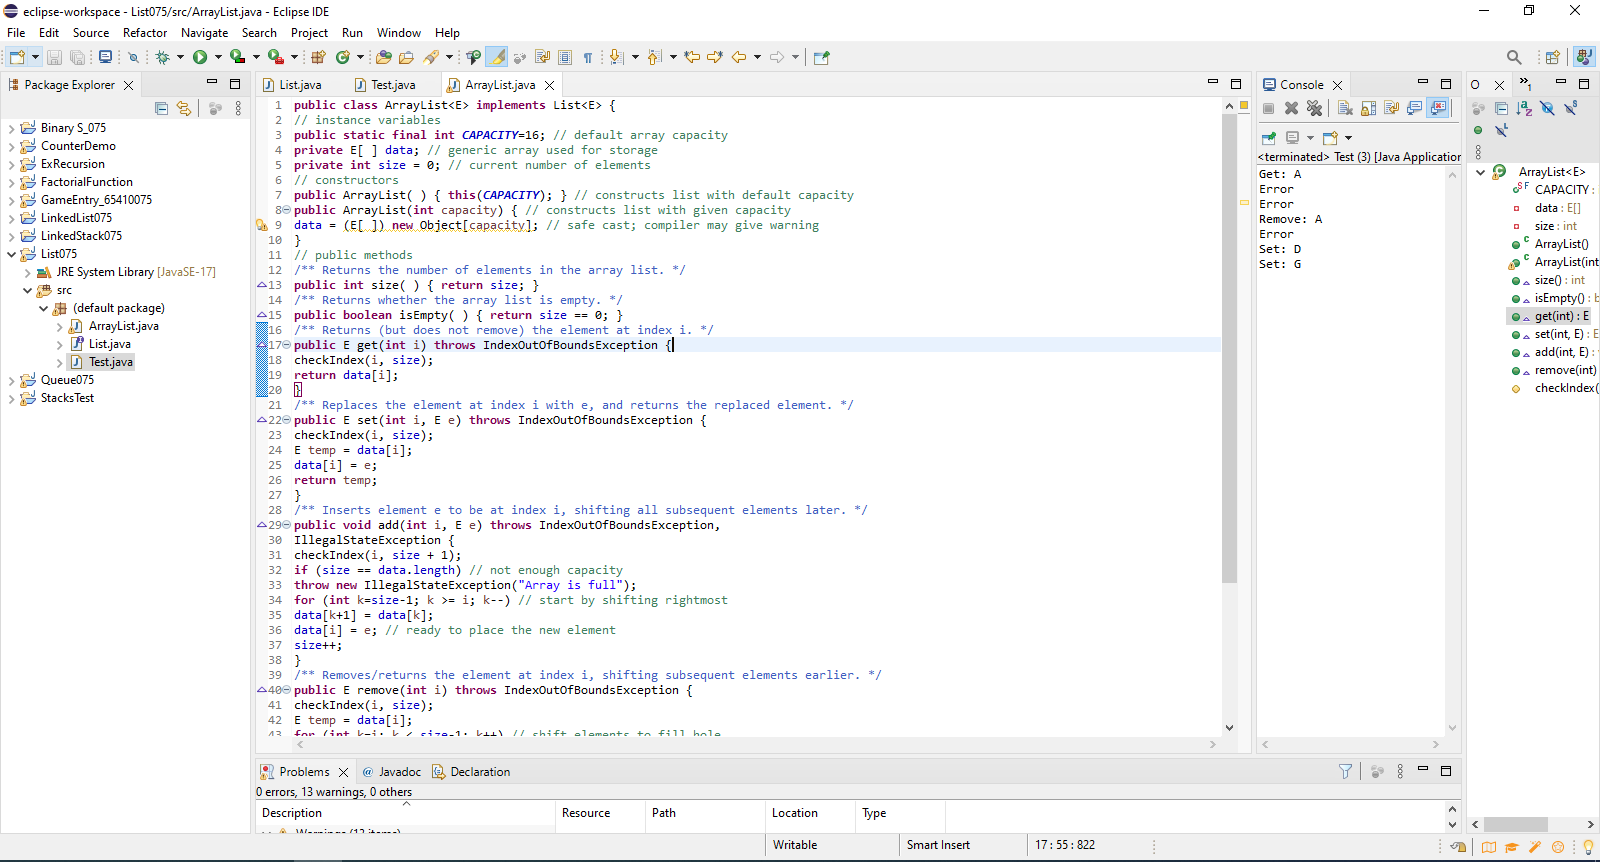 eclipse-workspace - List075/src/ArrayList.java - Eclipse IDE
File Edit Source Refactor Navigate Search Project Run Window Help
Package Explorer
Binary S_075
CounterDemo
ExRecursion
FactorialFunction
GameEntry_65410075
LinkedList075
LinkedStack075
List075
JRE System Library [JavaSE-17]
src
(default package)
ArrayList.java
List.java
Test.java
Queue075
StacksTest
List.java Test.java ArrayList.java
1 public class ArrayList<E> implements List<E> {
2 // instance variables
3 public static final int CAPACITY=16; // default array capacity
4 private E[ ] data; // generic array used for storage
5 private int size = 0; // current number of elements
6 // constructors
7 public ArrayList( ) { this(CAPACITY); } // constructs list with default capacity
8 public ArrayList(int capacity) { // constructs list with given capacity
9 data = (E[ ]) new Object[capacity]; // safe cast; compiler may give warning
10 }
11 // public methods
12 /** Returns the number of elements in the array list. */
13 public int size( ) { return size; }
14 /** Returns whether the array list is empty. */
15 public boolean isEmpty( ) { return size == 0; }
16 /** Returns (but does not remove) the element at index i. */
17 public E get(int i) throws IndexOutOfBoundsException {
18 checkIndex(i, size);
19 return data[i];
20 }
21 /** Replaces the element at index i with e, and returns the replaced element. */
22 public E set(int i, E e) throws IndexOutOfBoundsException {
23 checkIndex(i, size);
24 E temp = data[i];
25 data[i] = e;
26 return temp;
27 }
28 /** Inserts element e to be at index i, shifting all subsequent elements later. */
29 public void add(int i, E e) throws IndexOutOfBoundsException,
30 IllegalStateException {
31 checkIndex(i, size + 1);
32 if (size == data.length) // not enough capacity
33 throw new IllegalStateException("Array is full");
34 for (int k=size-1; k >= i; k--) // start by shifting rightmost
35 data[k+1] = data[k];
36 data[i] = e; // ready to place the new element
37 size++;
38 }
39 /** Removes/returns the element at index i, shifting subsequent elements earlier. */
40 public E remove(int i) throws IndexOutOfBoundsException {
41 checkIndex(i, size);
42 E temp = data[i];
43 for (int k=i; k < size-1; k++) // shift elements to fill hole
Console
<terminated> Test (3) [Java Application
Get: A
Error
Error
Remove: A
Error
Set: D
Set: G
O
»1
ArrayList<E>
CAPACITY :
data : E[]
size : int
ArrayList()
ArrayList(int
size() : int
isEmpty() : b
get(int) : E
set(int, E) :
add(int, E) :
remove(int)
checkIndex(
Problems Javadoc Declaration
0 errors, 13 warnings, 0 others
Description Resource Path Location Type
Warnings (13 items)
Writable Smart Insert 17 : 55 : 822